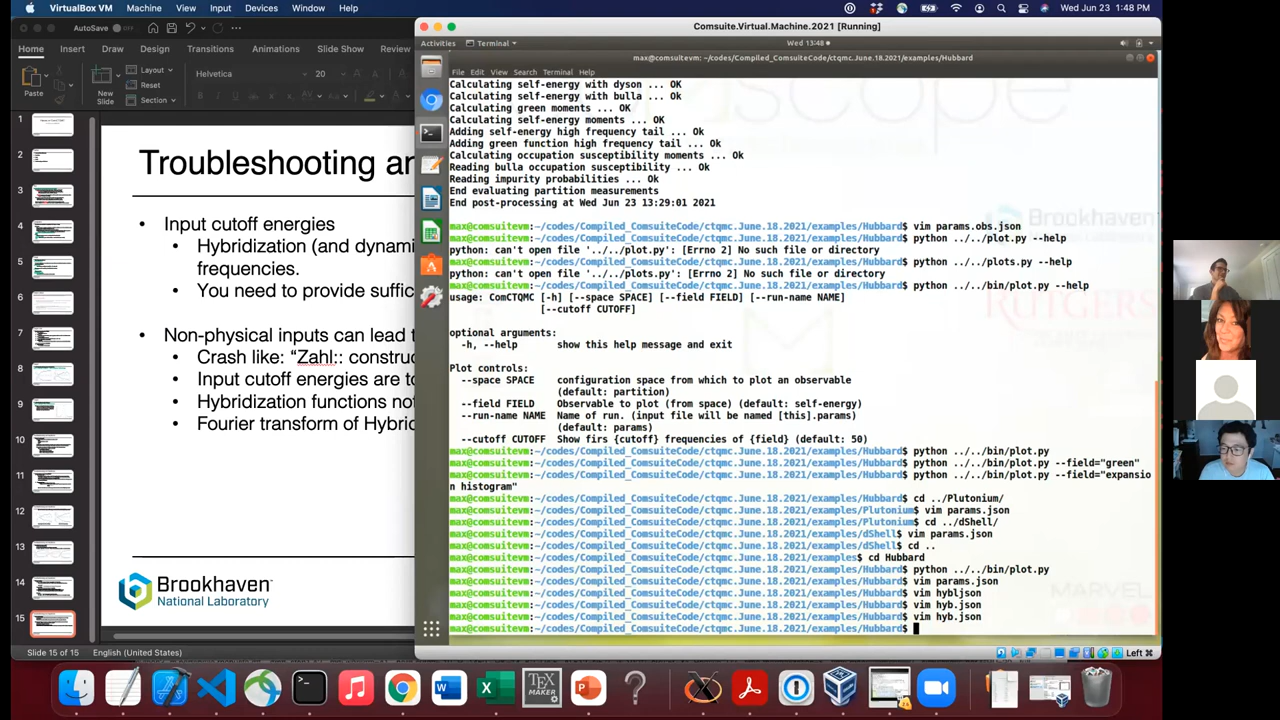 VirtualBox VM Machine View Input Devices Window Help
Wed Jun 23 1:48 PM
AutoSave
Comsuite.Virtual.Machine.2021 [Running]
Home Insert Draw Design Transitions Animations Slide Show Review
Activities Terminal
Wed 13:48
max@comsuitevm: ~/codes/Compiled_ComsuiteCode/ctqmc.June.18.2021/examples/Hubbard
File Edit View Search Terminal Help
Paste
New
Slide
Layout
Reset
Section
Helvetica
20
Calculating self-energy with dyson ... OK
Calculating self-energy with bulla ... Ok
Calculating green moments ... OK
Calculating self-energy moments ... OK
Adding self-energy high frequency tail ... Ok
Adding green function high frequency tail ... Ok
Calculating occupation susceptibility moments ... Ok
Reading bulla occupation susceptibility ... Ok
Reading impurity probabilities ... Ok
End evaluating partition measurements
End post-processing at Wed Jun 23 13:29:01 2021
max@comsuitevm:~/codes/Compiled_ComsuiteCode/ctqmc.June.18.2021/examples/Hubbard$ vim params.obs.json
max@comsuitevm:~/codes/Compiled_ComsuiteCode/ctqmc.June.18.2021/examples/Hubbard$ python ../../plot.py --help
python: can't open file '../../plot.py': [Errno 2] No such file or directory
max@comsuitevm:~/codes/Compiled_ComsuiteCode/ctqmc.June.18.2021/examples/Hubbard$ python ../../plots.py --help
python: can't open file '../../plots.py': [Errno 2] No such file or directory
max@comsuitevm:~/codes/Compiled_ComsuiteCode/ctqmc.June.18.2021/examples/Hubbard$ python ../../bin/plot.py --help
usage: ComCTQMC [-h] [--space SPACE] [--field FIELD] [--run-name NAME]
[--cutoff CUTOFF]
optional arguments:
-h, --help show this help message and exit
Plot controls:
--space SPACE configuration space from which to plot an observable
(default: partition)
--field FIELD Observable to plot (from space) (default: self-energy)
--run-name NAME Name of run. (input file will be named [this].params)
(default: params)
--cutoff CUTOFF Show firs {cutoff} frequencies of {field} (default: 50)
max@comsuitevm:~/codes/Compiled_ComsuiteCode/ctqmc.June.18.2021/examples/Hubbard$ python ../../bin/plot.py
max@comsuitevm:~/codes/Compiled_ComsuiteCode/ctqmc.June.18.2021/examples/Hubbard$ python ../../bin/plot.py --field="green"
max@comsuitevm:~/codes/Compiled_ComsuiteCode/ctqmc.June.18.2021/examples/Hubbard$ python ../../bin/plot.py --field="expansio
n histogram"
max@comsuitevm:~/codes/Compiled_ComsuiteCode/ctqmc.June.18.2021/examples/Hubbard$ cd ../Plutonium/
max@comsuitevm:~/codes/Compiled_ComsuiteCode/ctqmc.June.18.2021/examples/Plutonium$ vim params.json
max@comsuitevm:~/codes/Compiled_ComsuiteCode/ctqmc.June.18.2021/examples/Plutonium$ cd ../dShell/
max@comsuitevm:~/codes/Compiled_ComsuiteCode/ctqmc.June.18.2021/examples/dShell$ vim params.json
max@comsuitevm:~/codes/Compiled_ComsuiteCode/ctqmc.June.18.2021/examples/dShell$ cd ..
max@comsuitevm:~/codes/Compiled_ComsuiteCode/ctqmc.June.18.2021/examples$ cd Hubbard
max@comsuitevm:~/codes/Compiled_ComsuiteCode/ctqmc.June.18.2021/examples/Hubbard$ python ../../bin/plot.py
max@comsuitevm:~/codes/Compiled_ComsuiteCode/ctqmc.June.18.2021/examples/Hubbard$ vim params.json
max@comsuitevm:~/codes/Compiled_ComsuiteCode/ctqmc.June.18.2021/examples/Hubbard$ vim hybljson
max@comsuitevm:~/codes/Compiled_ComsuiteCode/ctqmc.June.18.2021/examples/Hubbard$ vim hyb.json
max@comsuitevm:~/codes/Compiled_ComsuiteCode/ctqmc.June.18.2021/examples/Hubbard$ vim hyb.json
max@comsuitevm:~/codes/Compiled_ComsuiteCode/ctqmc.June.18.2021/examples/Hubbard$
Brookhaven
RUTGERS
MARVEL
Left ⌘
Troubleshooting ar
• Input cutoff energies
• Hybridization (and dynami
frequencies.
• You need to provide suffic
• Non-physical inputs can lead t
• Crash like: “Zahl:: construc
• Input cutoff energies are to
• Hybridization functions not
• Fourier transform of Hybri
Brookhaven
National Laboratory
1
2
3
4
5
6
7
8
9
10
11
12
13
14
15
Slide 15 of 15 English (United States)